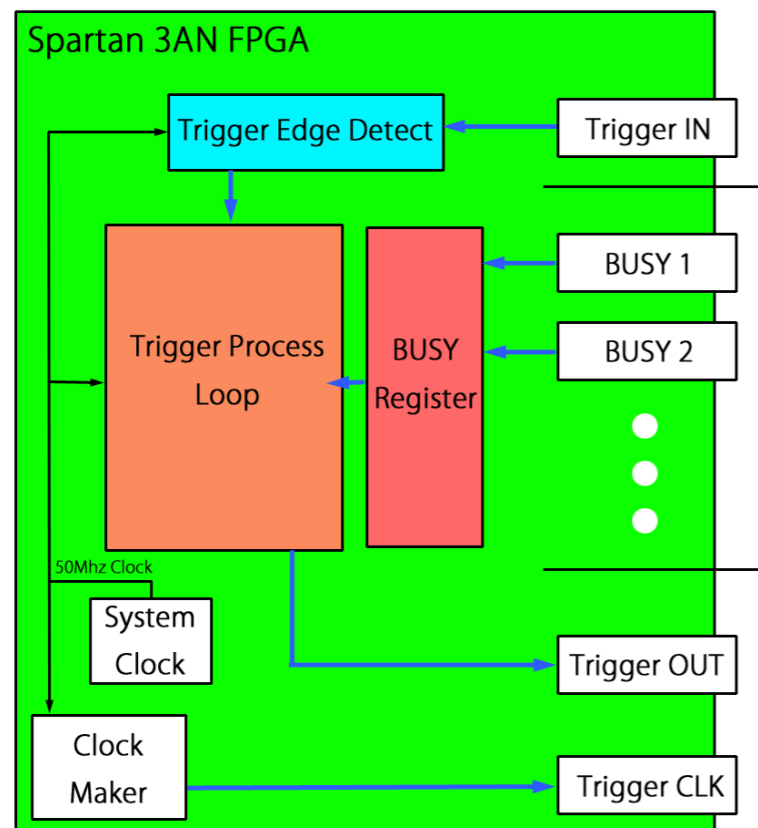 Spartan 3AN FPGA
Trigger Edge Detect
Trigger IN
BUSY 1
Trigger Process
Loop
BUSY
Register
BUSY 2
50Mhz Clock
System
Clock
Trigger OUT
Clock
Maker
Trigger CLK